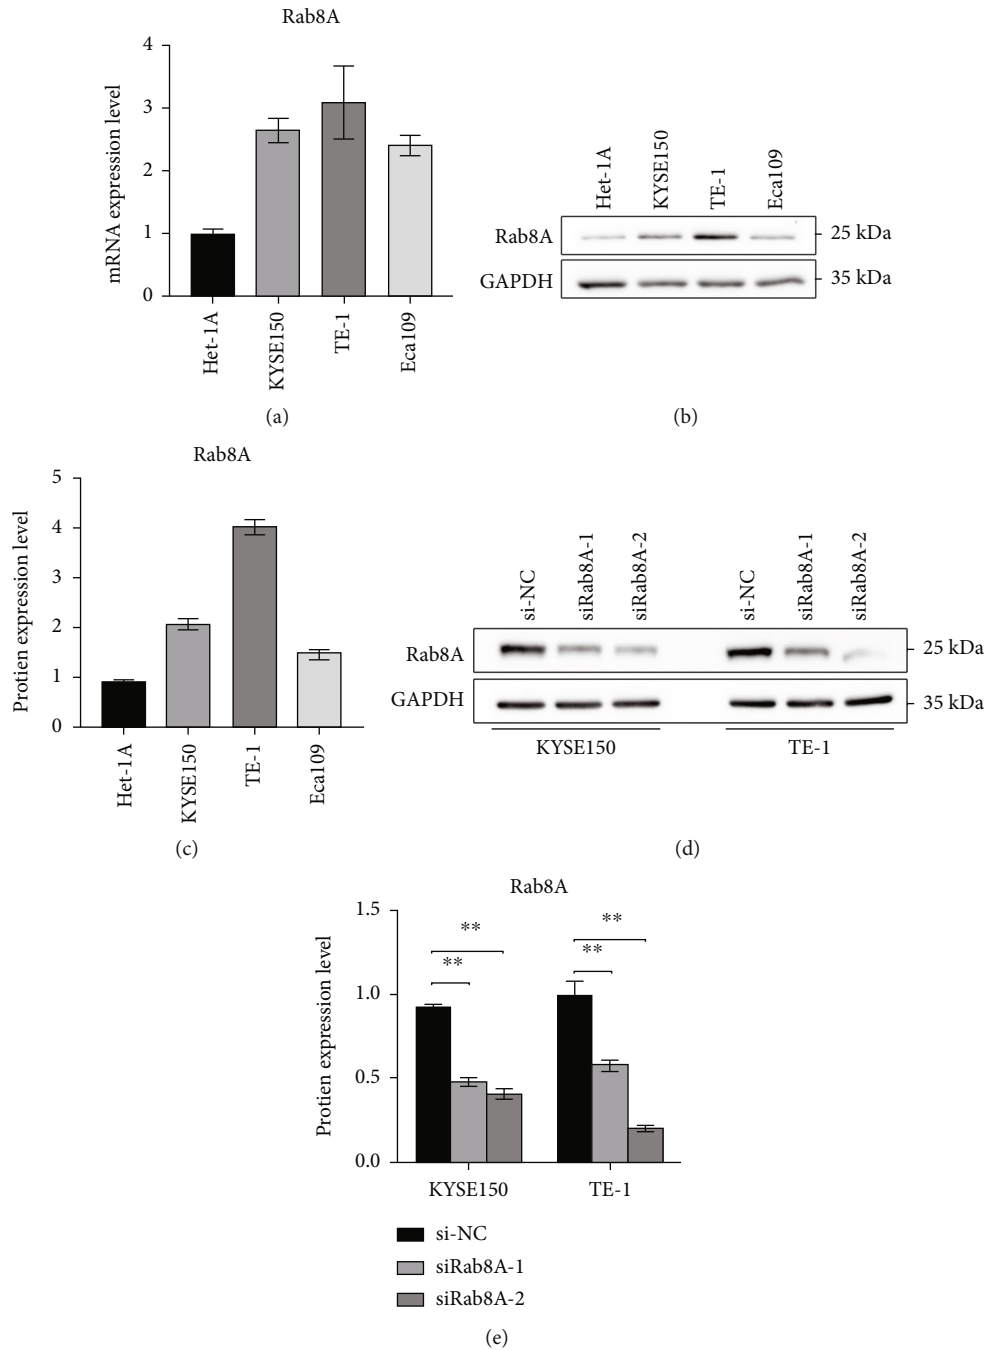 Rab8A
mRNA expression level
4
3
2
1
0
Het-1A
KYSE150
TE-1
Eca109
(a)
Het-1A
KYSE150
TE-1
Eca109
Rab8A
25 kDa
GAPDH
35 kDa
(b)
Rab8A
Protien expression level
5
4
3
2
1
0
Het-1A
KYSE150
TE-1
Eca109
(c)
si-NC
siRab8A-1
siRab8A-2
si-NC
siRab8A-1
siRab8A-2
Rab8A
25 kDa
GAPDH
35 kDa
KYSE150
TE-1
(d)
Rab8A
Protien expression level
1.5
1.0
0.5
0.0
**
**
**
**
KYSE150
TE-1
si-NC
siRab8A-1
siRab8A-2
(e)